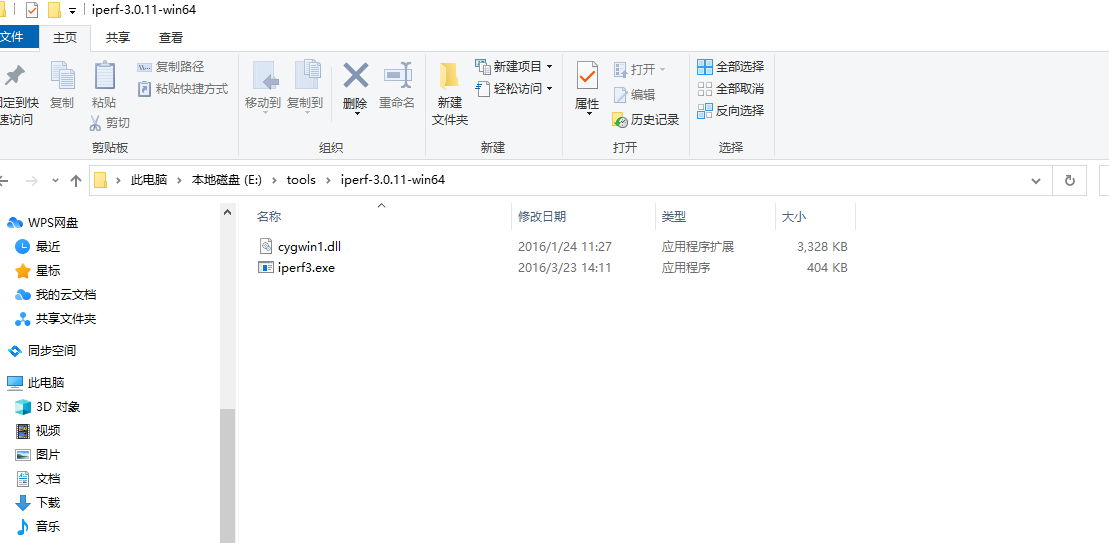 iperf-3.0.11-win64
文件 主页 共享 查看
复制路径 新建项目 打开 全部选择
粘贴快捷方式 轻松访问 编辑 全部取消
复制 粘贴 移动到 复制到 删除 重命名 新建 属性 反向选择
速访问 剪切 文件夹 历史记录
剪贴板 组织 新建 打开 选择
此电脑 本地磁盘 (E:) tools iperf-3.0.11-win64
名称 修改日期 类型 大小
cygwin1.dll 2016/1/24 11:27 应用程序扩展 3,328 KB
iperf3.exe 2016/3/23 14:11 应用程序 404 KB
WPS网盘
最近
星标
我的云文档
共享文件夹
同步空间
此电脑
3D 对象
视频
图片
文档
下载
音乐